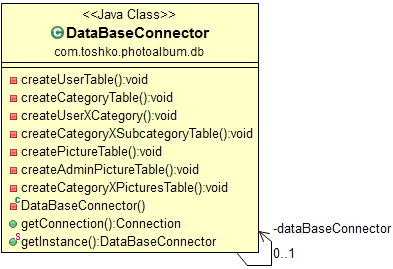 <<Java Class>>
DataBaseConnector
com.toshko.photoalbum.db
createUserTable():void
createCategoryTable():void
createUserXCategory():void
createCategoryXSubcategoryTable():void
createPictureTable():void
createAdminPictureTable():void
createCategoryXPicturesTable():void
DataBaseConnector()
getConnection():Connection
getInstance():DataBaseConnector
-dataBaseConnector
0..1